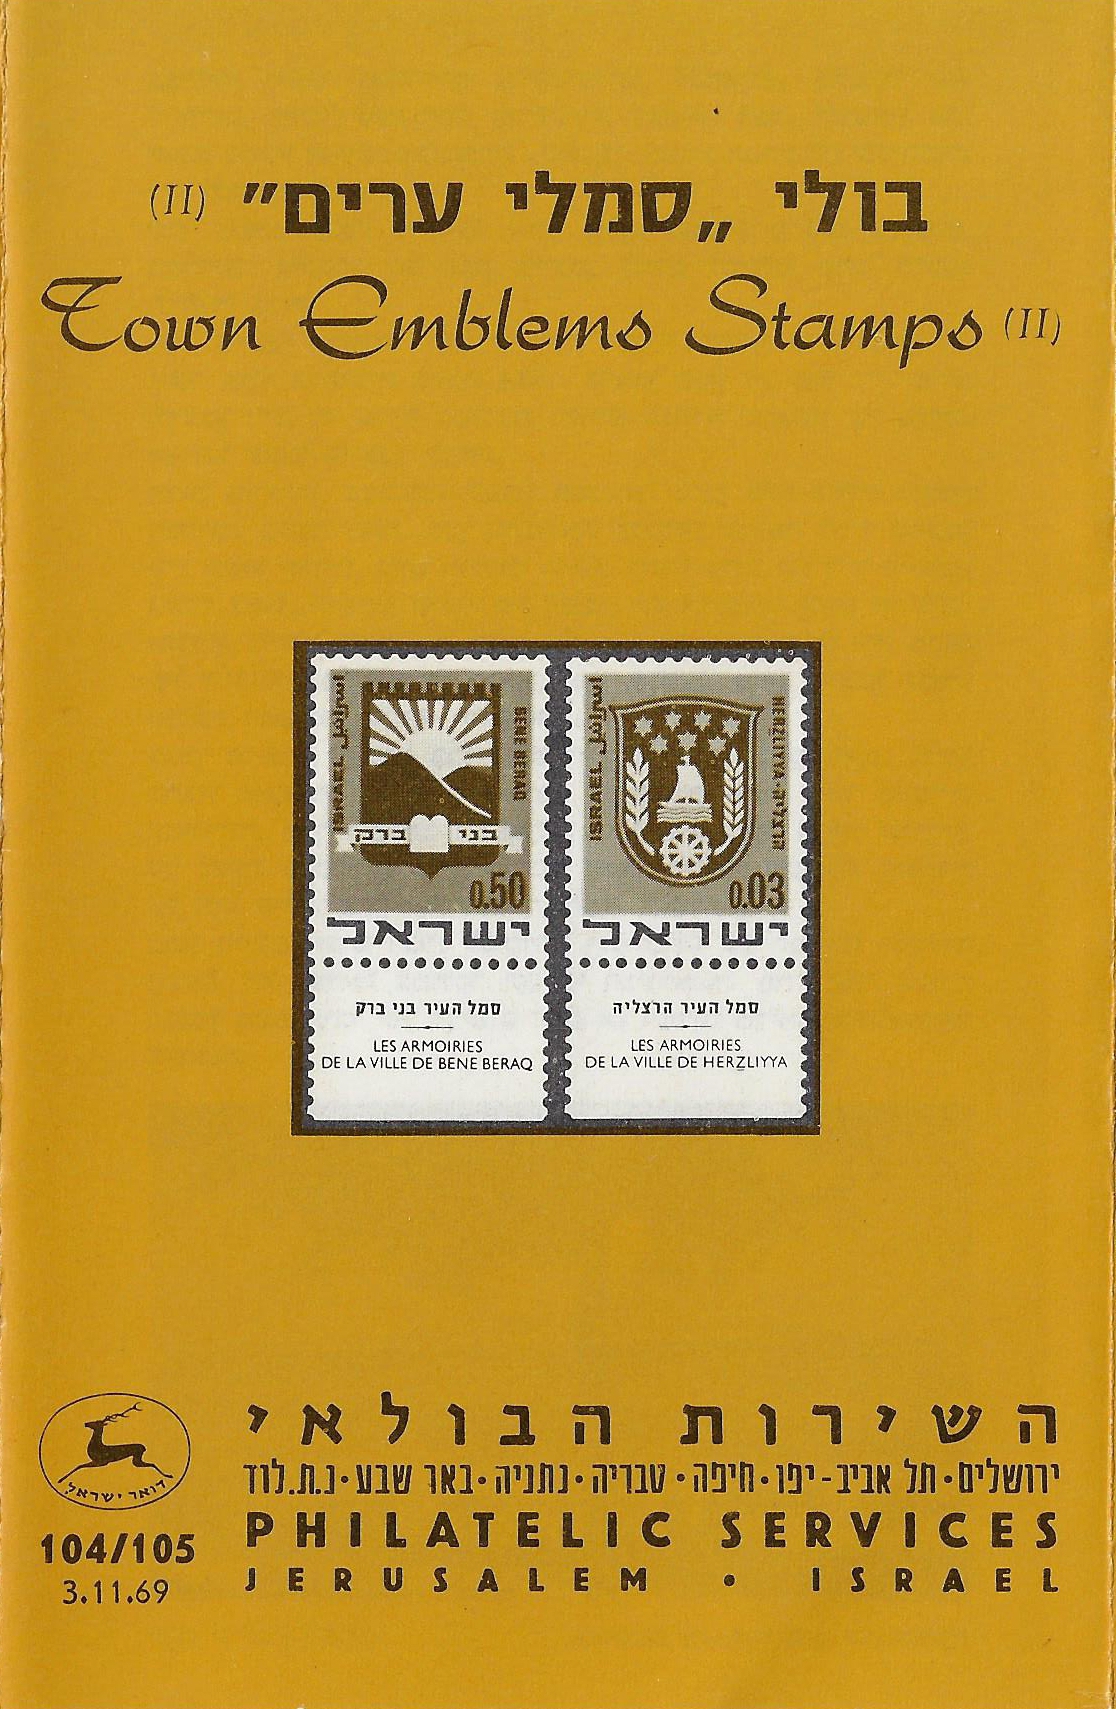 בולי „סמלי ערים” (II)
Town Emblems Stamps (II)
اسرائيل ISRAEL
BENE BERAQ
בני ברק
0.50
ישראל
סמל העיר בני ברק
LES ARMOIRIES
DE LA VILLE DE BENE BERAQ
اسرائيل ISRAEL
HERZLIYYA · הרצליה
0.03
ישראל
סמל העיר הרצליה
LES ARMOIRIES
DE LA VILLE DE HERZLIYYA
דואר ישראל
104/105
3.11.69
השירות הבולאי
ירושלים · תל אביב-יפו · חיפה · טבריה · נתניה · באר שבע · נ.ת.לוד
PHILATELIC SERVICES
JERUSALEM · ISRAEL